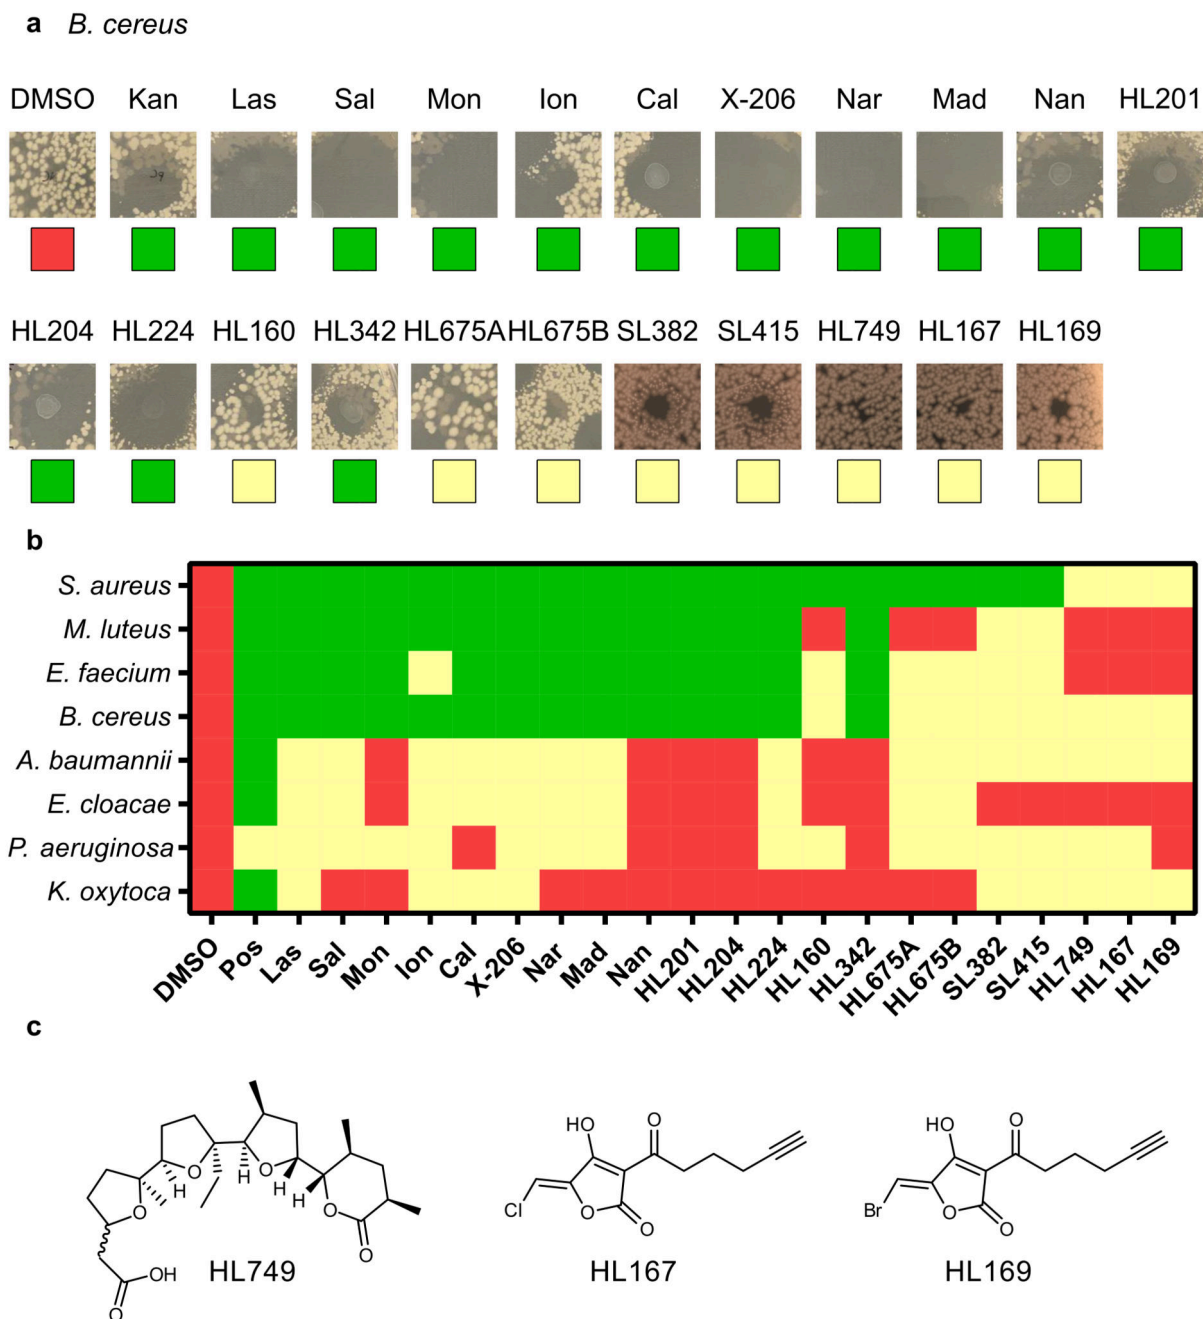 a B. cereus
DMSO Kan Las Sal Mon Ion Cal X-206 Nar Mad Nan HL201
HL204 HL224 HL160 HL342 HL675A HL675B SL382 SL415 HL749 HL167 HL169
b
S. aureus
M. luteus
E. faecium
B. cereus
A. baumannii
E. cloacae
P. aeruginosa
K. oxytoca
DMSO Pos Las Sal Mon Ion Cal X-206 Nar Mad Nan HL201 HL204 HL224 HL160 HL342 HL675A HL675B SL382 SL415 HL749 HL167 HL169
c
HO O HO O
O H O H H O O Cl O O Br O O
O OH
O
HL749 HL167 HL169